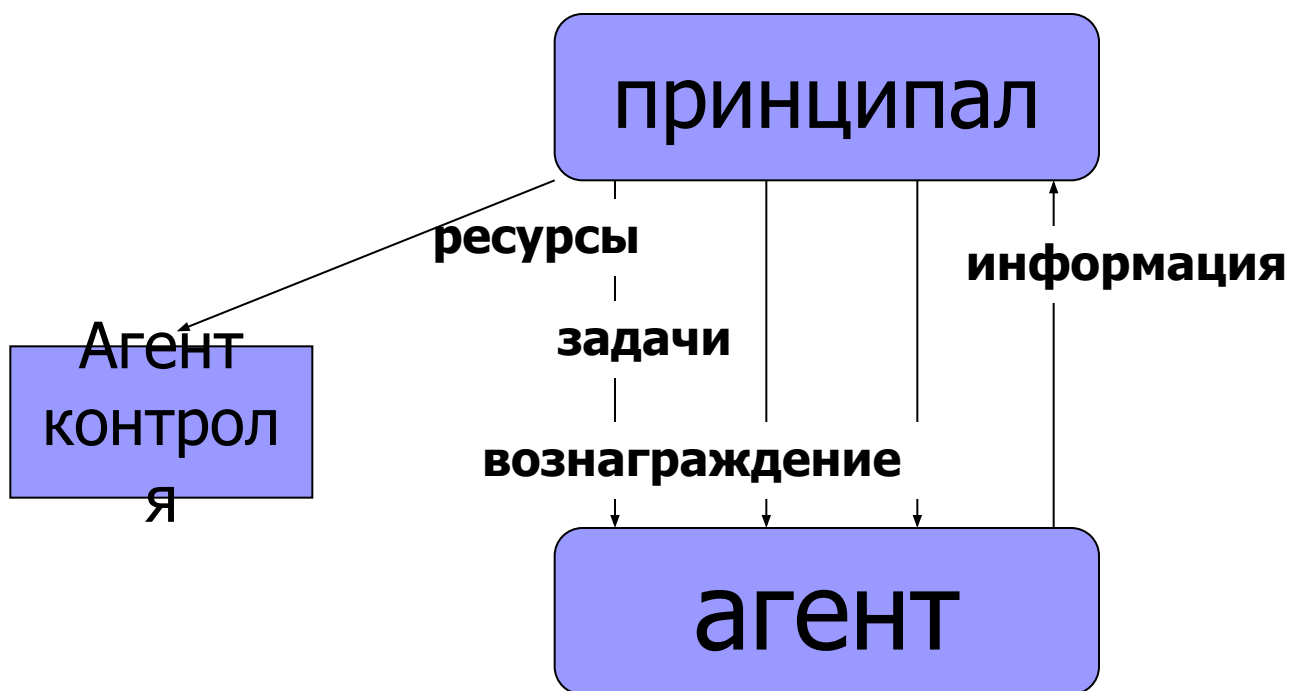 принципал
ресурсы
информация
задачи
Агент
контрол
я
вознаграждение
агент